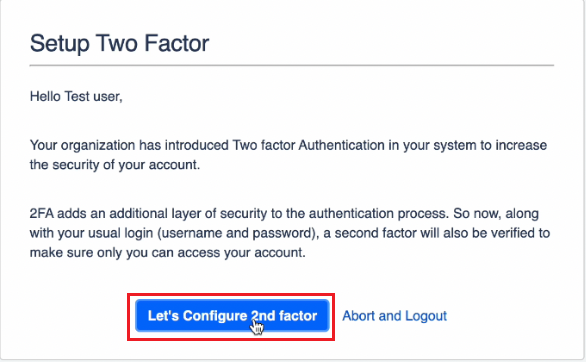 Setup Two Factor
Hello Test user,
Your organization has introduced Two factor Authentication in your system to increase
the security of your account.
2FA adds an additional layer of security to the authentication process. So now, along
with your usual login (username and password), a second factor will also be verified to
make sure only you can access your account.
Let's Configure 2nd factor Abort and Logout